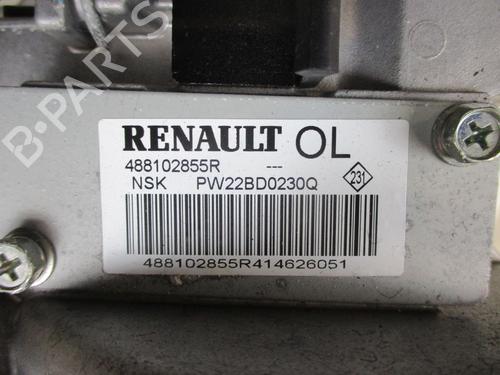 B-PARTS
RENAULT OL
488102855R ---
NSK PW22BD0230Q 231
488102855R414626051